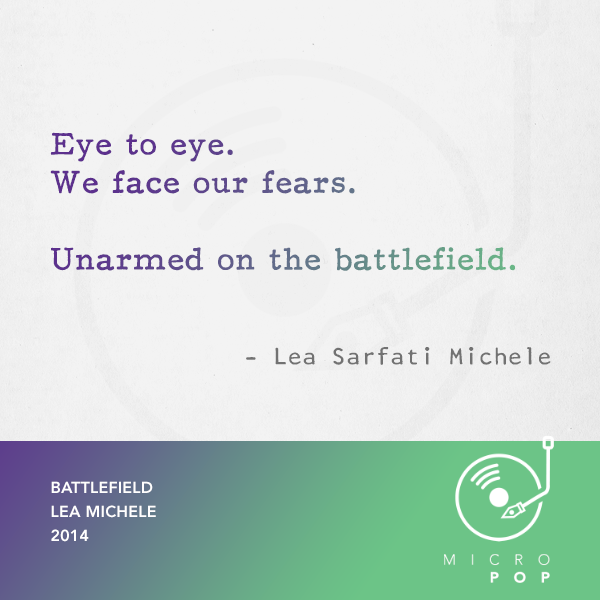 Eye to eye.
We face our fears.
Unarmed on the battlefield.
– Lea Sarfati Michele
BATTLEFIELD
LEA MICHELE
2014
MICRO
POP